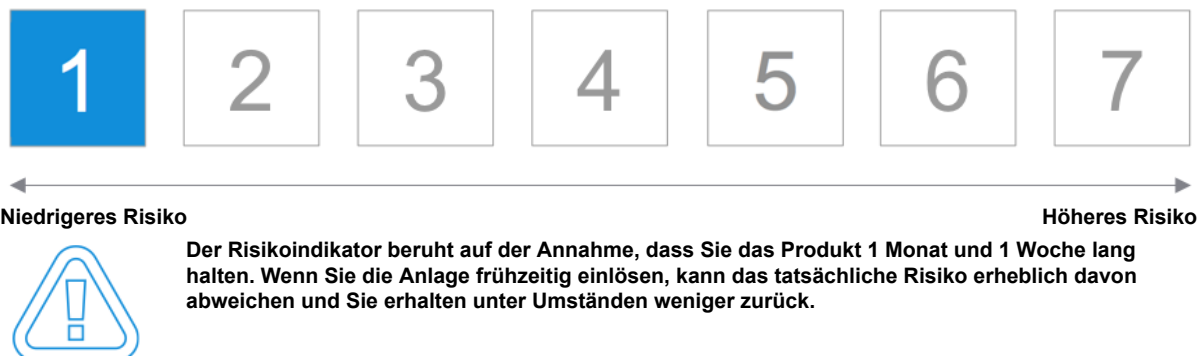 1 2 3 4 5 6 7
Niedrigeres Risiko Höheres Risiko
Der Risikoindikator beruht auf der Annahme, dass Sie das Produkt 1 Monat und 1 Woche lang
halten. Wenn Sie die Anlage frühzeitig einlösen, kann das tatsächliche Risiko erheblich davon
abweichen und Sie erhalten unter Umständen weniger zurück.